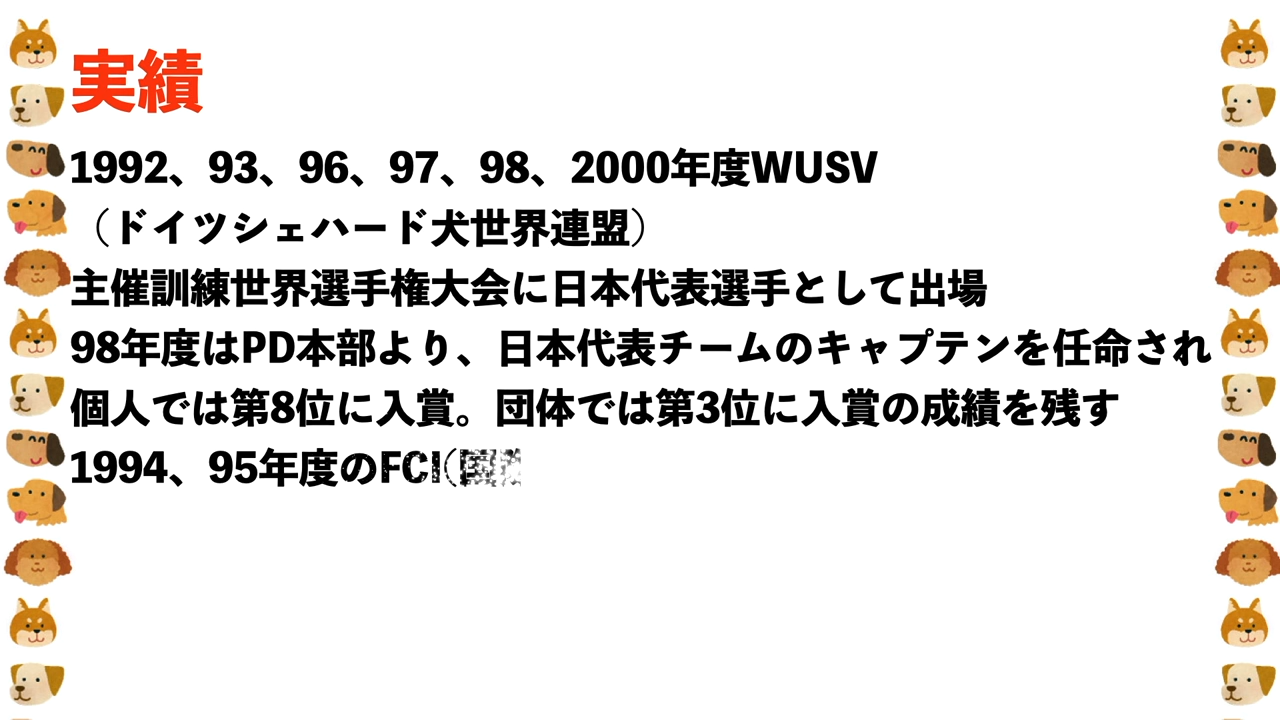 実績
1992、93、96、97、98、2000年度WUSV
（ドイツシェハード犬世界連盟）
主催訓練世界選手権大会に日本代表選手として出場
98年度はPD本部より、日本代表チームのキャプテンを任命され
個人では第8位に入賞。団体では第3位に入賞の成績を残す
1994、95年度のFCI(